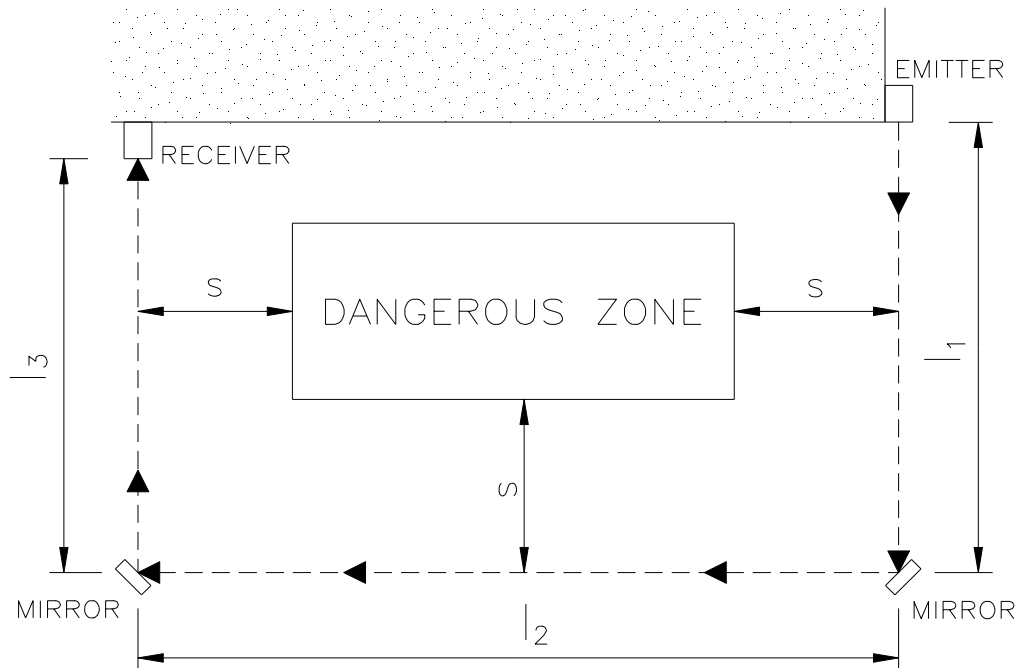 EMITTER
RECEIVER
S
S
DANGEROUS ZONE
l1
l3
S
MIRROR
MIRROR
l2